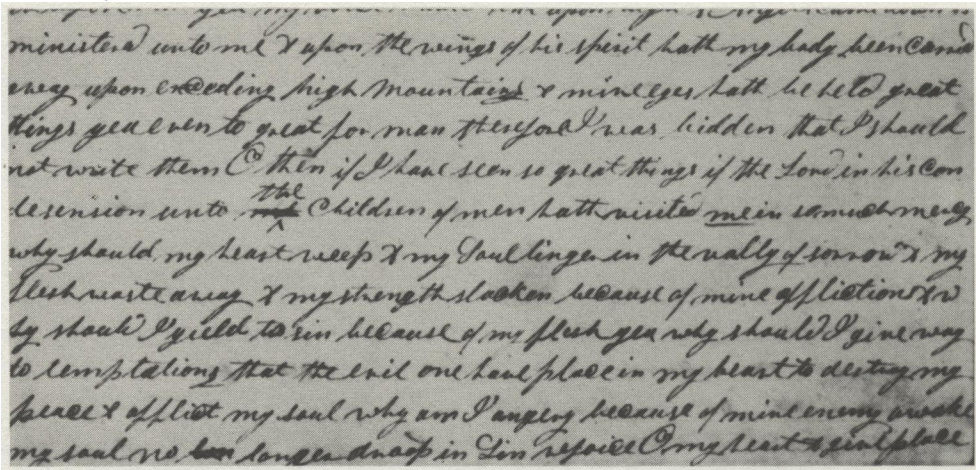 ministerd unto me & upon the wings of his spirit hath my body been carri
away upon exceding high mountains & mine eyes hath beheld great
things yea even to great for man therefore I was bidden that I should
not write them O then if I have seen so great things if the Lord in his con
desension unto the Children of men hath visited me in so much mercy
why should my heart weep & my Soul linger in the vally of sorrow & my
flesh waste away & my strength slacken because of mine afflictions & w
hy should I yield to sin because of my flesh yea why should I give way
to temptations that the evil one have place in my heart to destroy my
peace & afflict my soul why am I angery because of mine enemy awake
my soul no longer droop in Sin rejoice O my heart & give place